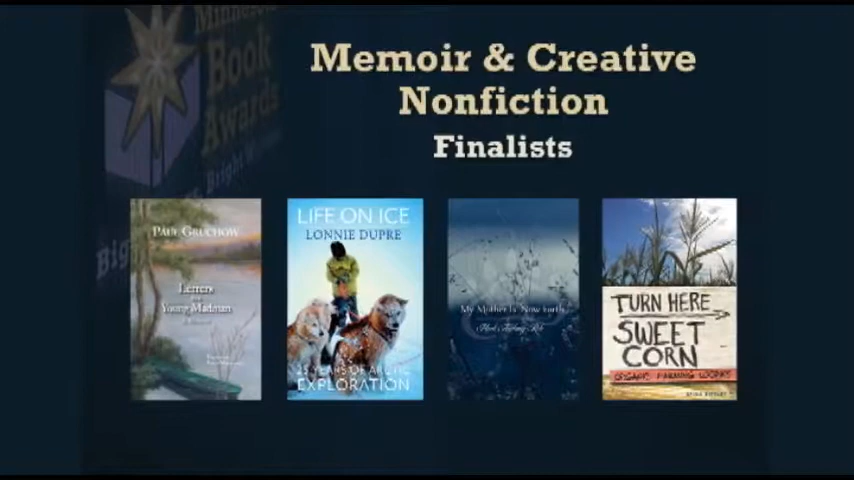 Minnesota
Book
Awards
Memoir & Creative
Nonfiction
Finalists
PAUL GRUCHOW
Letters
Young Madman
LIFE ON ICE
LONNIE DUPRE
25 YEARS OF ARCTIC
EXPLORATION
My Mother Is Now Earth
TURN HERE
SWEET
CORN
ORGANIC FARMING WORKS